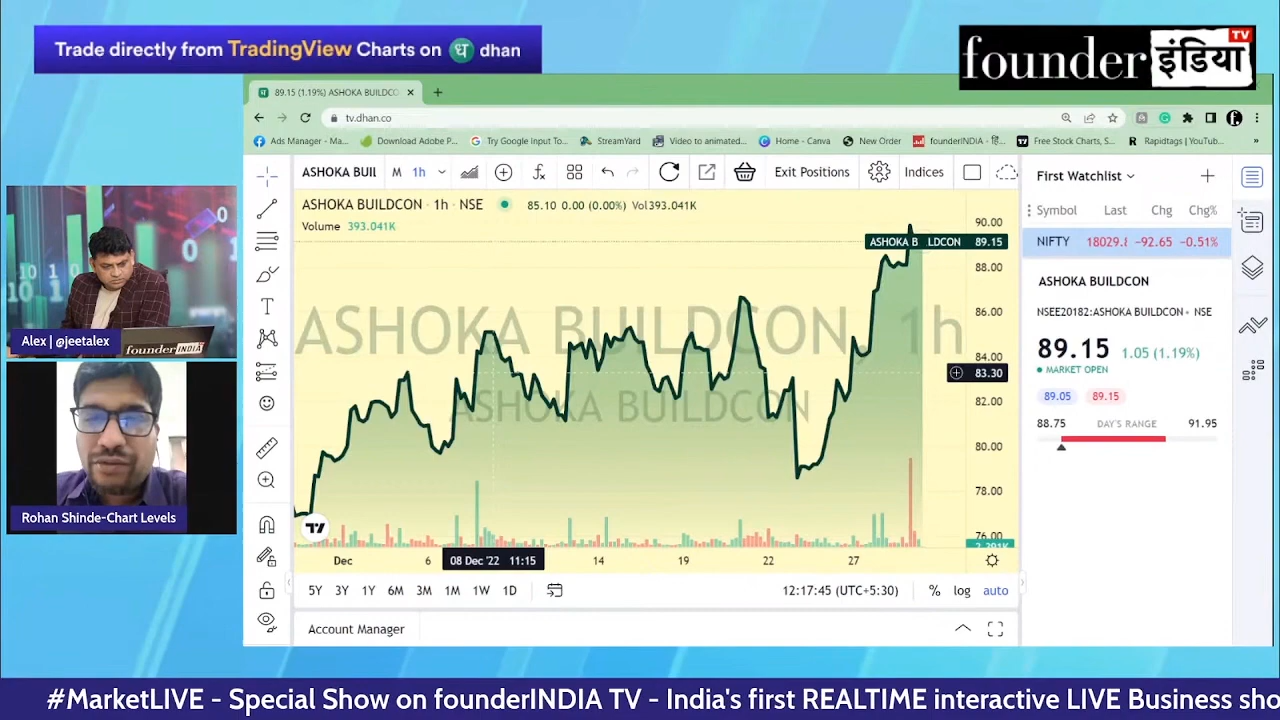 Trade directly from TradingView Charts on ध dhan
founder इंडिया TV
89.15 (1.19%) ASHOKA BUILDCO
tv.dhan.co
Ads Manager - Ma... Download Adobe P... Try Google Input To... StreamYard Video to animated... Home - Canva New Order founderINDIA - हिं... Free Stock Charts, S... Rapidtags | YouTub... »
ASHOKA BUIL M 1h Exit Positions Indices
First Watchlist
ASHOKA BUILDCON · 1h · NSE 85.10 0.00 (0.00%) Vol393.041K
Volume 393.041K
Symbol Last Chg Chg%
NIFTY 18029.8 −92.65 −0.51%
ASHOKA BUILDCON, 1h
ASHOKA BUILDCON
90.00
ASHOKA B LDCON 89.15
88.00
86.00
84.00
83.30
82.00
80.00
78.00
76.00
2.391K
ASHOKA BUILDCON
NSEE20182:ASHOKA BUILDCON NSE
89.15 1.05 (1.19%)
MARKET OPEN
89.05 89.15
88.75 DAY'S RANGE 91.95
Dec 6 08 Dec '22 11:15 14 19 22 27
5Y 3Y 1Y 6M 3M 1M 1W 1D 12:17:45 (UTC+5:30) % log auto
Account Manager
Alex | @jeetalex
founder INDIA
Rohan Shinde-Chart Levels
#MarketLIVE - Special Show on founderINDIA TV - India's first REALTIME interactive LIVE Business sho